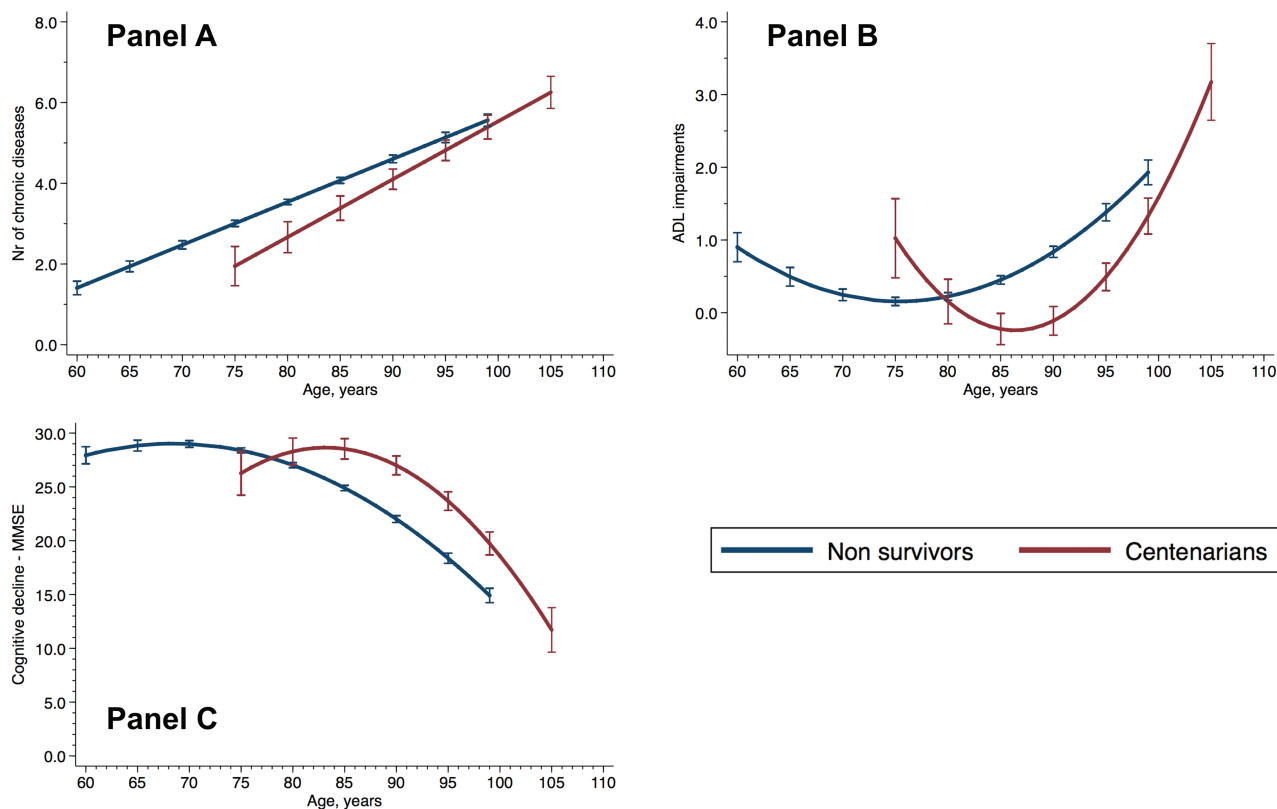 Panel A
Nr of chronic diseases
8.0
6.0
4.0
2.0
0.0
60 65 70 75 80 85 90 95 100 105 110
Age, years
Panel B
ADL impairments
4.0
3.0
2.0
1.0
0.0
60 65 70 75 80 85 90 95 100 105 110
Age, years
Panel C
Cognitive decline - MMSE
30.0
25.0
20.0
15.0
10.0
5.0
0.0
60 65 70 75 80 85 90 95 100 105 110
Age, years
Non survivors Centenarians